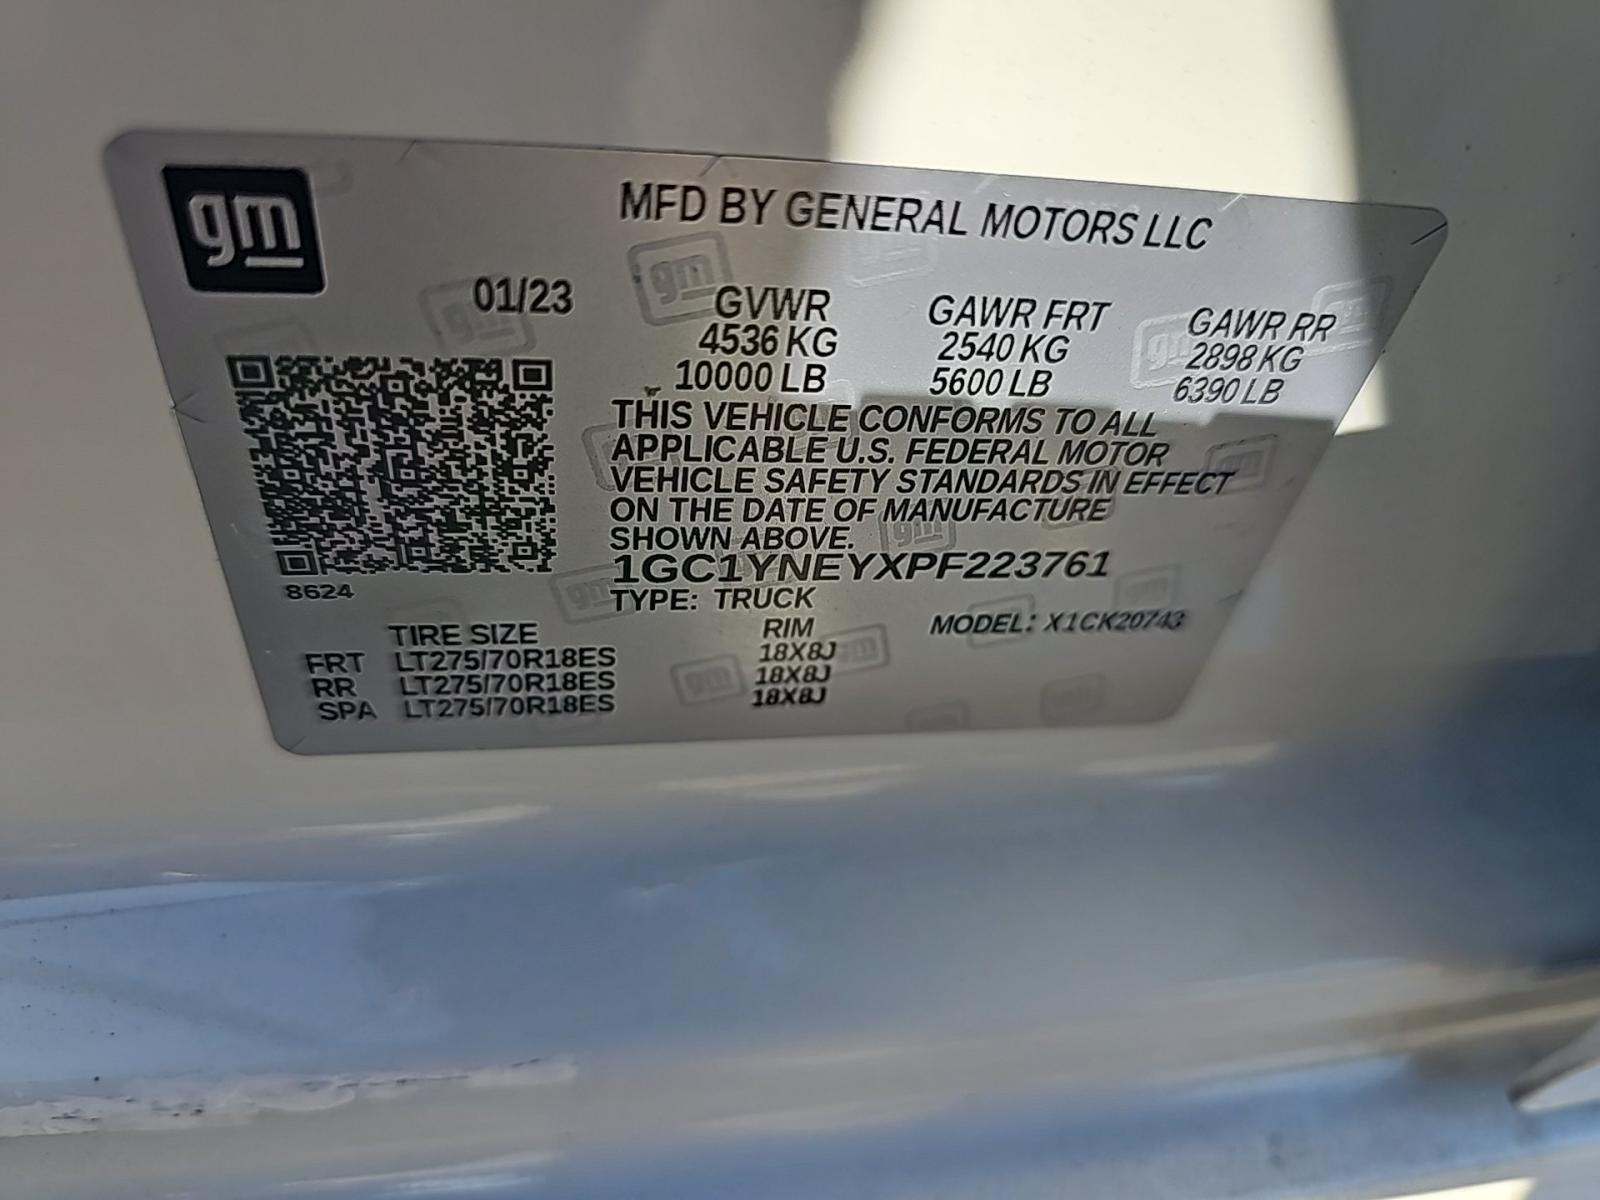 gm
MFD BY GENERAL MOTORS LLC
01/23
GVWR GAWR FRT GAWR RR
4536 KG 2540 KG 2898 KG
10000 LB 5600 LB 6390 LB
THIS VEHICLE CONFORMS TO ALL
APPLICABLE U.S. FEDERAL MOTOR
VEHICLE SAFETY STANDARDS IN EFFECT
ON THE DATE OF MANUFACTURE
SHOWN ABOVE.
1GC1YNEYXPF223761
8624
TYPE: TRUCK MODEL: X1CK20743
TIRE SIZE RIM
FRT LT275/70R18ES 18X8J
RR LT275/70R18ES 18X8J
SPA LT275/70R18ES 18X8J